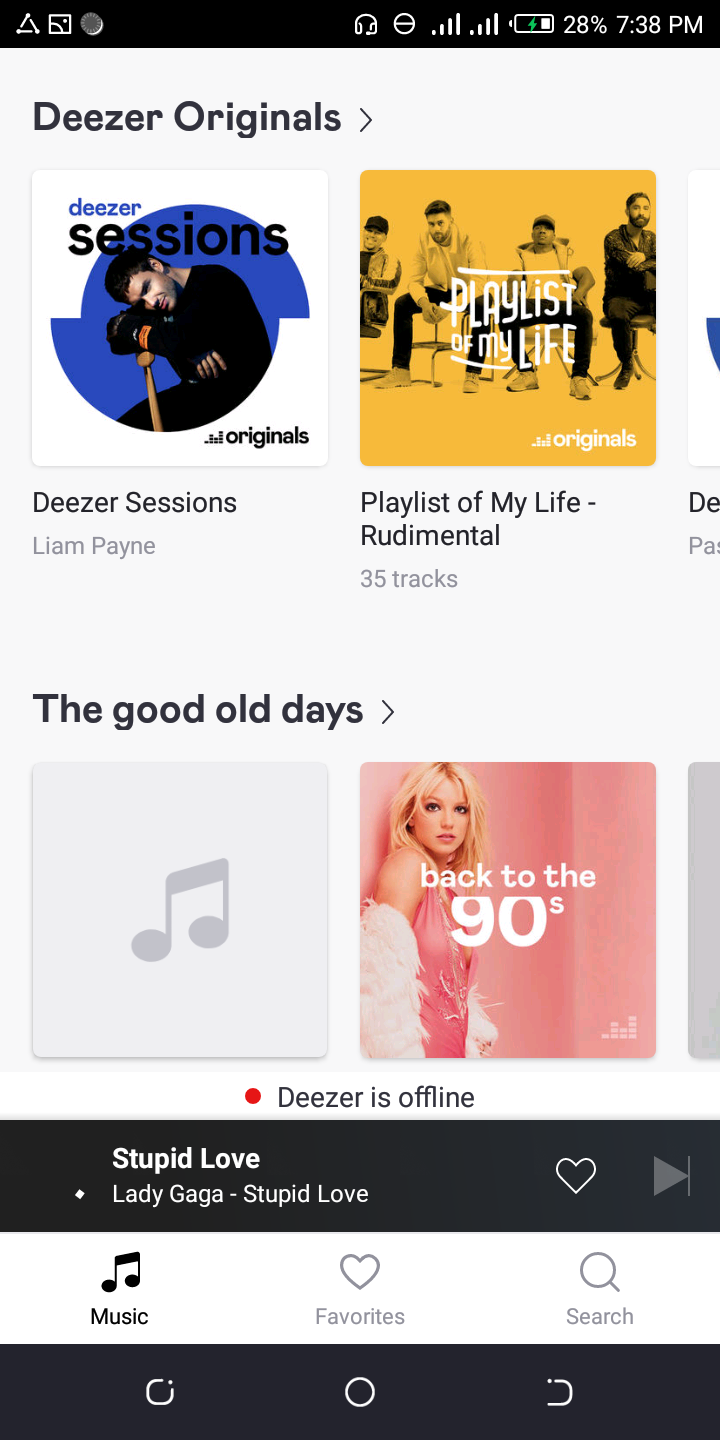 28% 7:38 PM
Deezer Originals
deezer
sessions
originals
PLAYLIST
OF MY LIFE
originals
Deezer Sessions
Liam Payne
Playlist of My Life -
Rudimental
35 tracks
De
Pas
The good old days
back to the
90s
Deezer is offline
Stupid Love
Lady Gaga - Stupid Love
Music
Favorites
Search